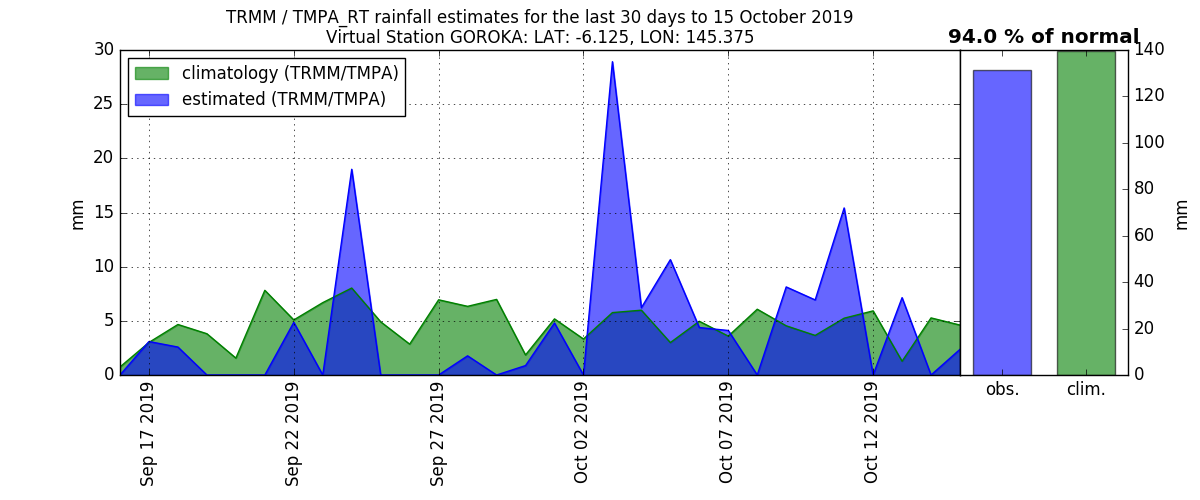 TRMM / TMPA_RT rainfall estimates for the last 30 days to 15 October 2019
Virtual Station GOROKA: LAT: -6.125, LON: 145.375
94.0 % of normal
climatology (TRMM/TMPA)
estimated (TRMM/TMPA)
mm
30
25
20
15
10
5
0
Sep 17 2019
Sep 22 2019
Sep 27 2019
Oct 02 2019
Oct 07 2019
Oct 12 2019
obs.
clim.
140
120
100
80
60
40
20
0
mm